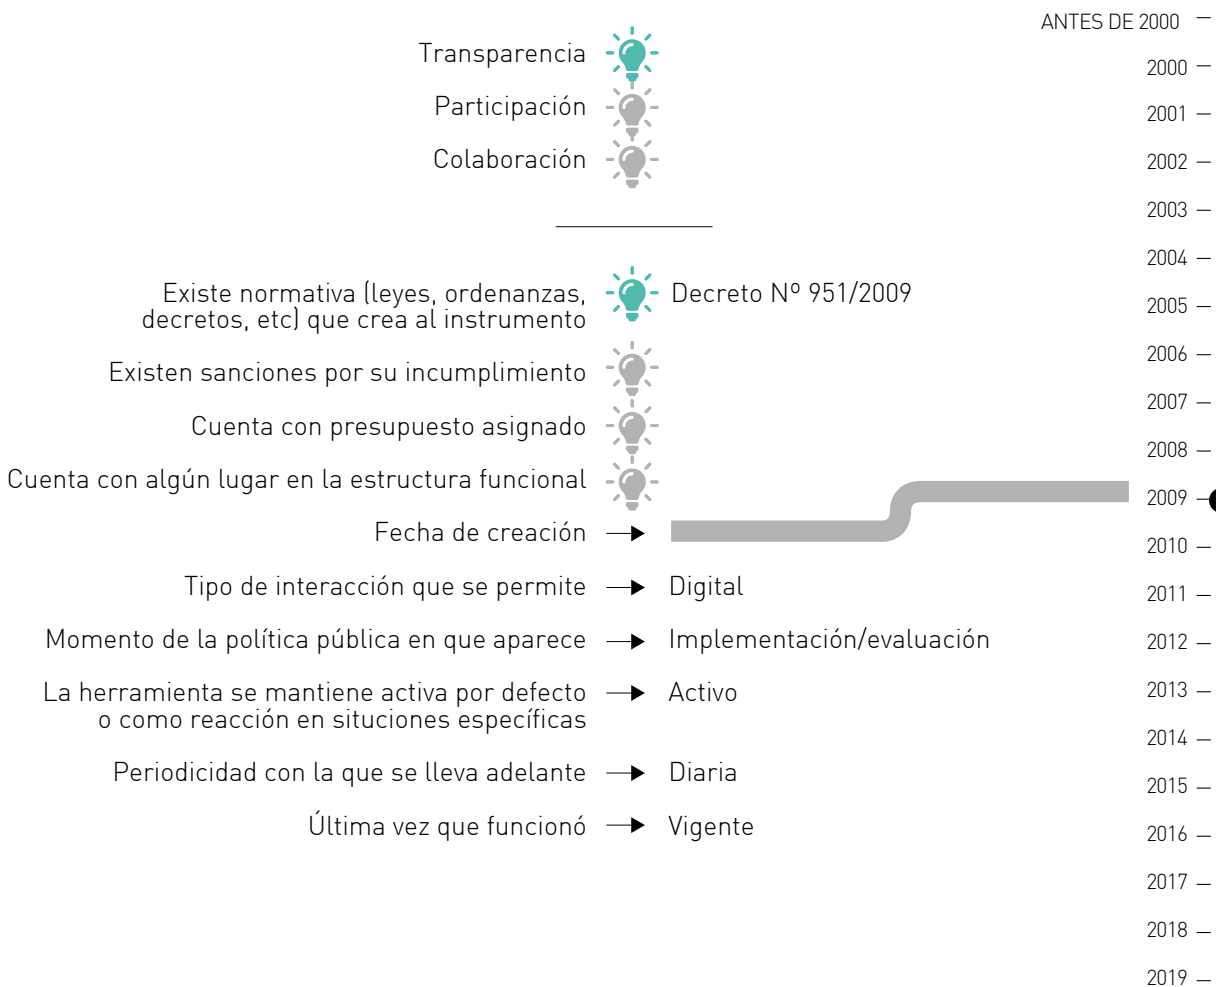 Transparencia
Participación
Colaboración
Existe normativa (leyes, ordenanzas,
decretos, etc) que crea al instrumento
Decreto Nº 951/2009
Existen sanciones por su incumplimiento
Cuenta con presupuesto asignado
Cuenta con algún lugar en la estructura funcional
Fecha de creación
Tipo de interacción que se permite
Digital
Momento de la política pública en que aparece
Implementación/evaluación
La herramienta se mantiene activa por defecto
o como reacción en situciones específicas
Activo
Periodicidad con la que se lleva adelante
Diaria
Última vez que funcionó
Vigente
ANTES DE 2000
2000
2001
2002
2003
2004
2005
2006
2007
2008
2009
2010
2011
2012
2013
2014
2015
2016
2017
2018
2019